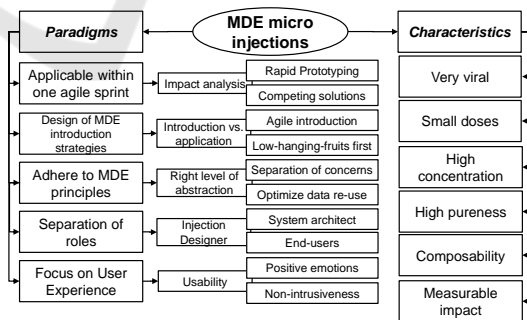 Paradigms
MDE micro
injections
Characteristics
Applicable within
one agile sprint
Impact analysis
Rapid Prototyping
Competing solutions
Design of MDE
introduction
strategies
Introduction vs.
application
Agile introduction
Low-hanging-fruits first
Adhere to MDE
principles
Right level of
abstraction
Separation of concerns
Optimize data re-use
Separation of
roles
Injection
Designer
System architect
End-users
Focus on User
Experience
Usability
Positive emotions
Non-intrusiveness
Very viral
Small doses
High
concentration
High pureness
Composability
Measurable
impact